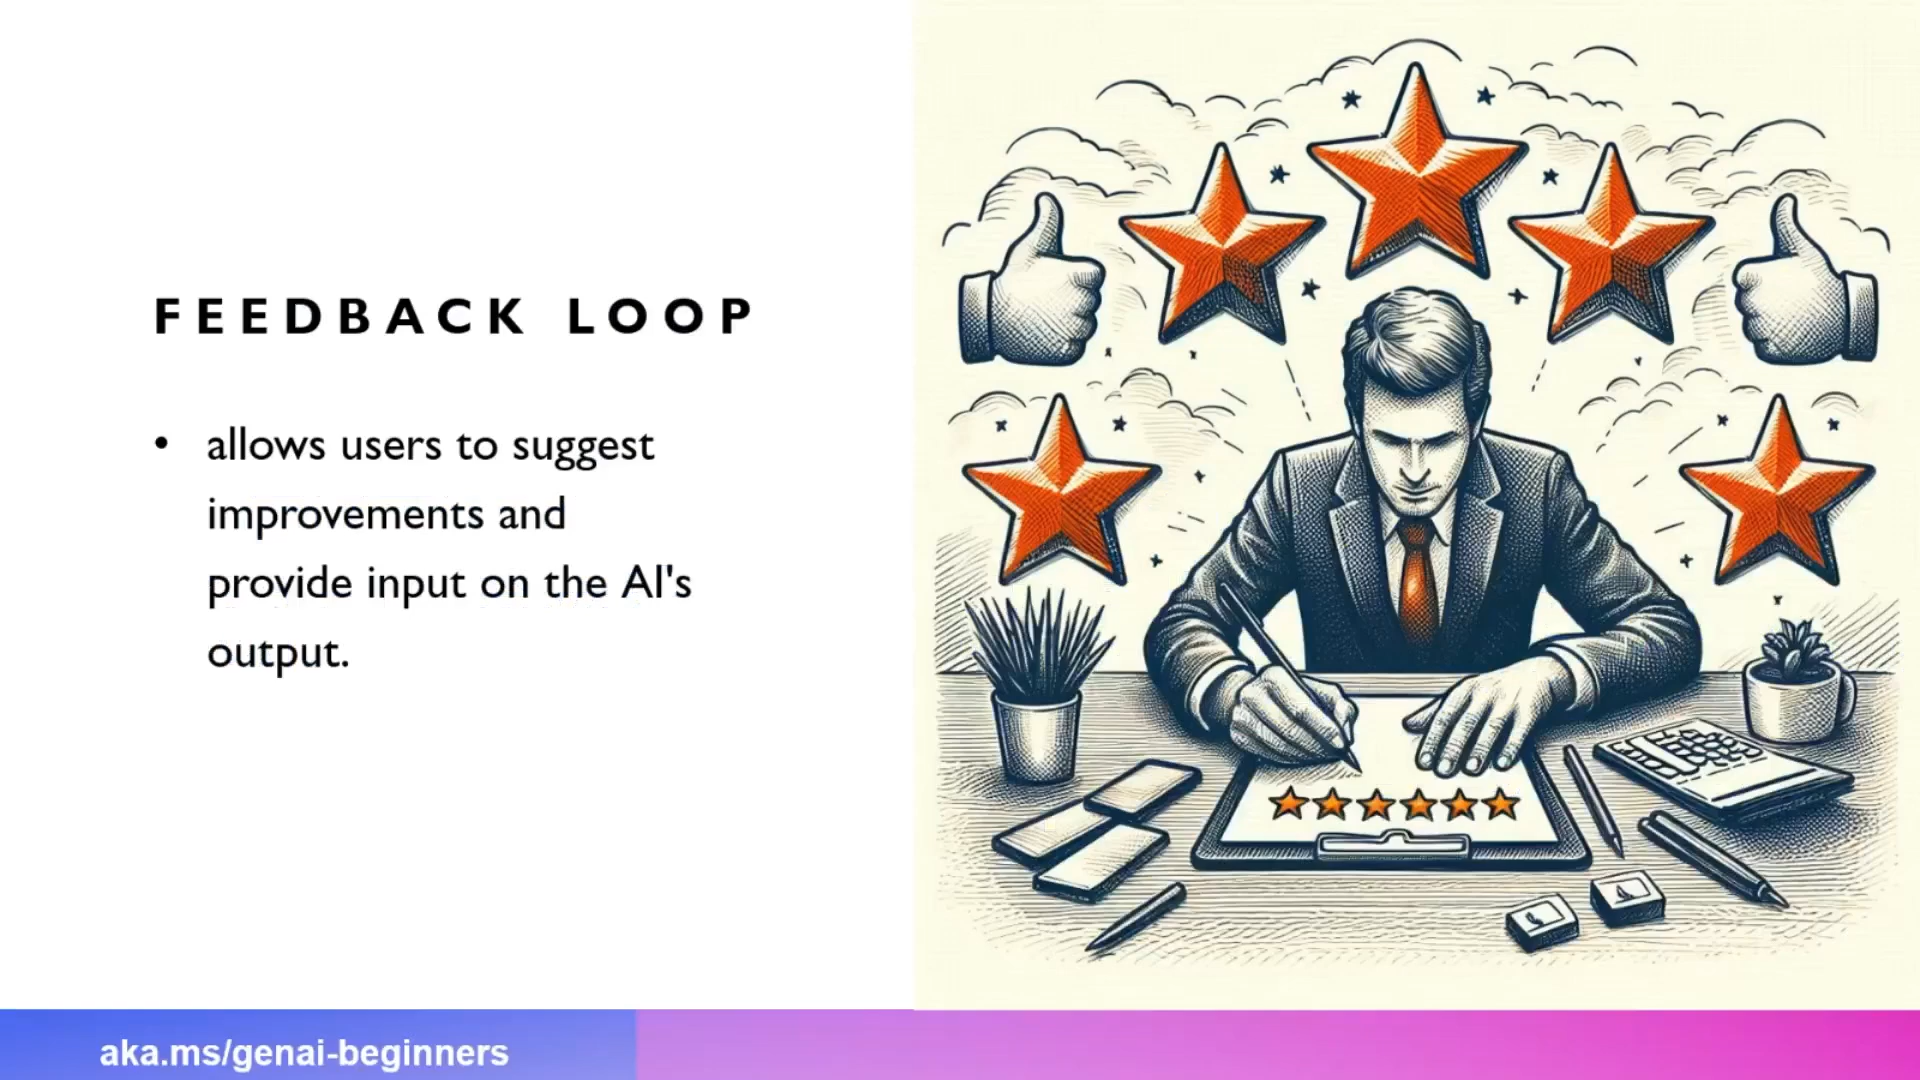 FEEDBACK LOOP
• allows users to suggest
improvements and
provide input on the AI's
output.
aka.ms/genai-beginners